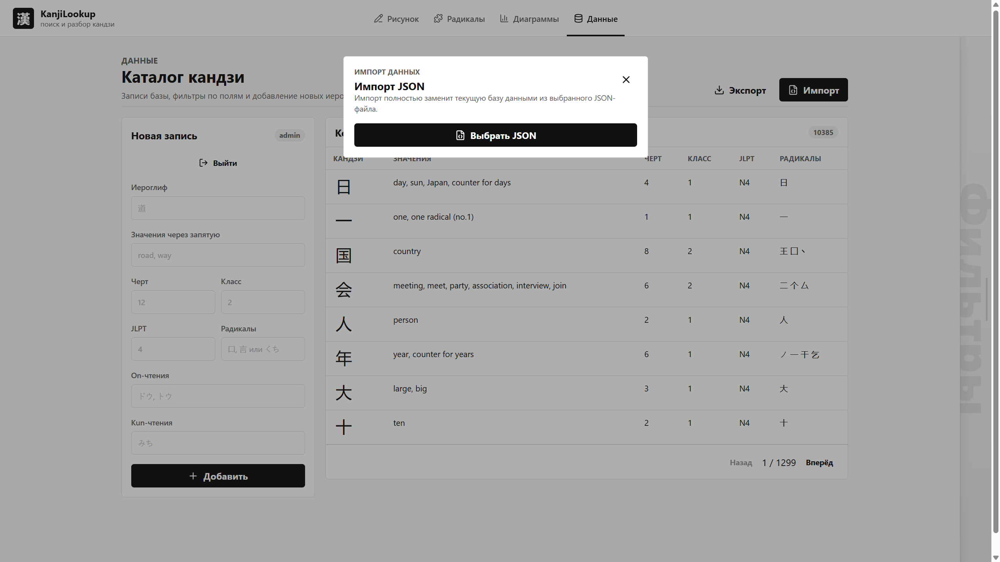 漢
KanjiLookup
поиск и разбор кандзи
Рисунок
Радикалы
Диаграммы
Данные
ДАННЫЕ
Каталог кандзи
Записи базы, фильтры по полям и добавление новых
Экспорт
Импорт
ИМПОРТ ДАННЫХ
Импорт JSON
Импорт полностью заменит текущую базу данными из выбранного JSON-
файла.
Выбрать JSON
Новая запись
admin
Выйти
Иероглиф
道
Значения через запятую
road, way
Черт
Класс
12
2
JLPT
Радикалы
4
口, 言 или くち
On-чтения
ドウ, トウ
Kun-чтения
みち
Добавить
10385
КАНДЗИ ЗНАЧЕНИЯ ЧЕРТ КЛАСС JLPT РАДИКАЛЫ
日 day, sun, Japan, counter for days 4 1 N4 日
一 one, one radical (no.1) 1 1 N4 一
国 country 8 2 N4 王 囗 丶
会 meeting, meet, party, association, interview, join 6 2 N4 二 个 厶
人 person 2 1 N4 人
年 year, counter for years 6 1 N4 ノ 一 干 乞
大 large, big 3 1 N4 大
十 ten 2 1 N4 十
Назад 1 / 1299 Вперёд
Фильтры